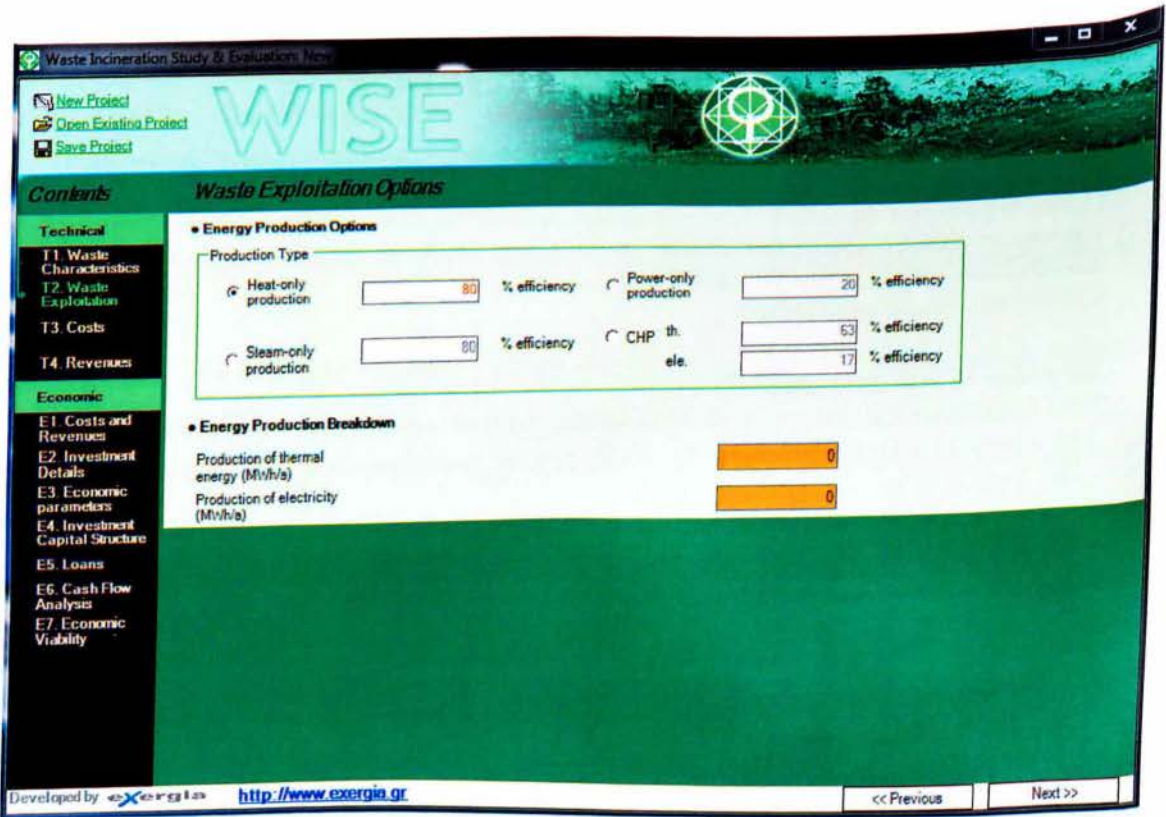 Waste Incineration Study & Evaluations New
New Project
Open Existing Project
Save Project
WISE
Contents
Waste Exploitation Options
Technical
T1. Waste
Characteristics
T2. Waste
Exploitation
T3. Costs
T4. Revenues
Economic
E1. Costs and
Revenues
E2. Investment
Details
E3. Economic
parameters
E4. Investment
Capital Structure
E5. Loans
E6. Cash Flow
Analysis
E7. Economic
Viability
• Energy Production Options
Production Type
Heat-only
production
80 % efficiency
Power-only
production
20 % efficiency
Steam-only
production
80 % efficiency
CHP th. 63 % efficiency
ele. 17 % efficiency
• Energy Production Breakdown
Production of thermal
energy (MWh/a)
0
Production of electricity
(MWh/a)
0
Developed by exergia http://www.exergia.gr
<< Previous
Next >>